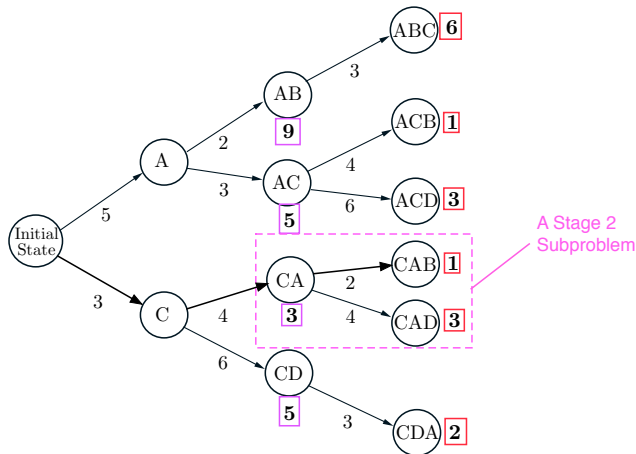 ABC 6
3
AB
9
2
ACB 1
4
A
3
AC
5
6
ACD 3
5
A Stage 2
Subproblem
Initial
State
CAB 1
2
CA
3
3
4
4
CAD 3
C
6
CD
5
3
CDA 2